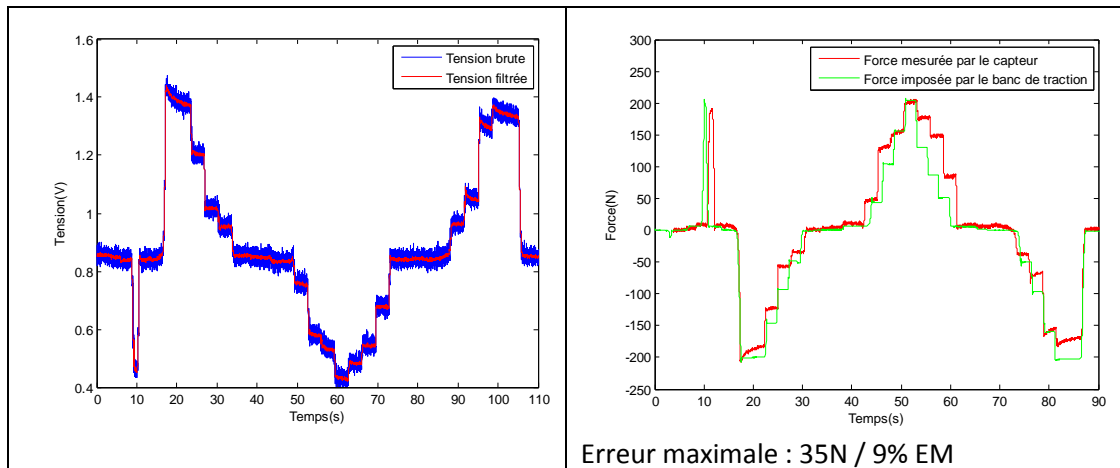 1.6
1.4
1.2
1
0.8
0.6
0.4
0 10 20 30 40 50 60 70 80 90 100 110
Tension(V)
Temps(s)
Tension brute
Tension filtrée
300
250
200
150
100
50
0
-50
-100
-150
-200
-250
0 10 20 30 40 50 60 70 80 90
Force(N)
Temps(s)
Force mesurée par le capteur
Force imposée par le banc de traction
Erreur maximale : 35N / 9% EM